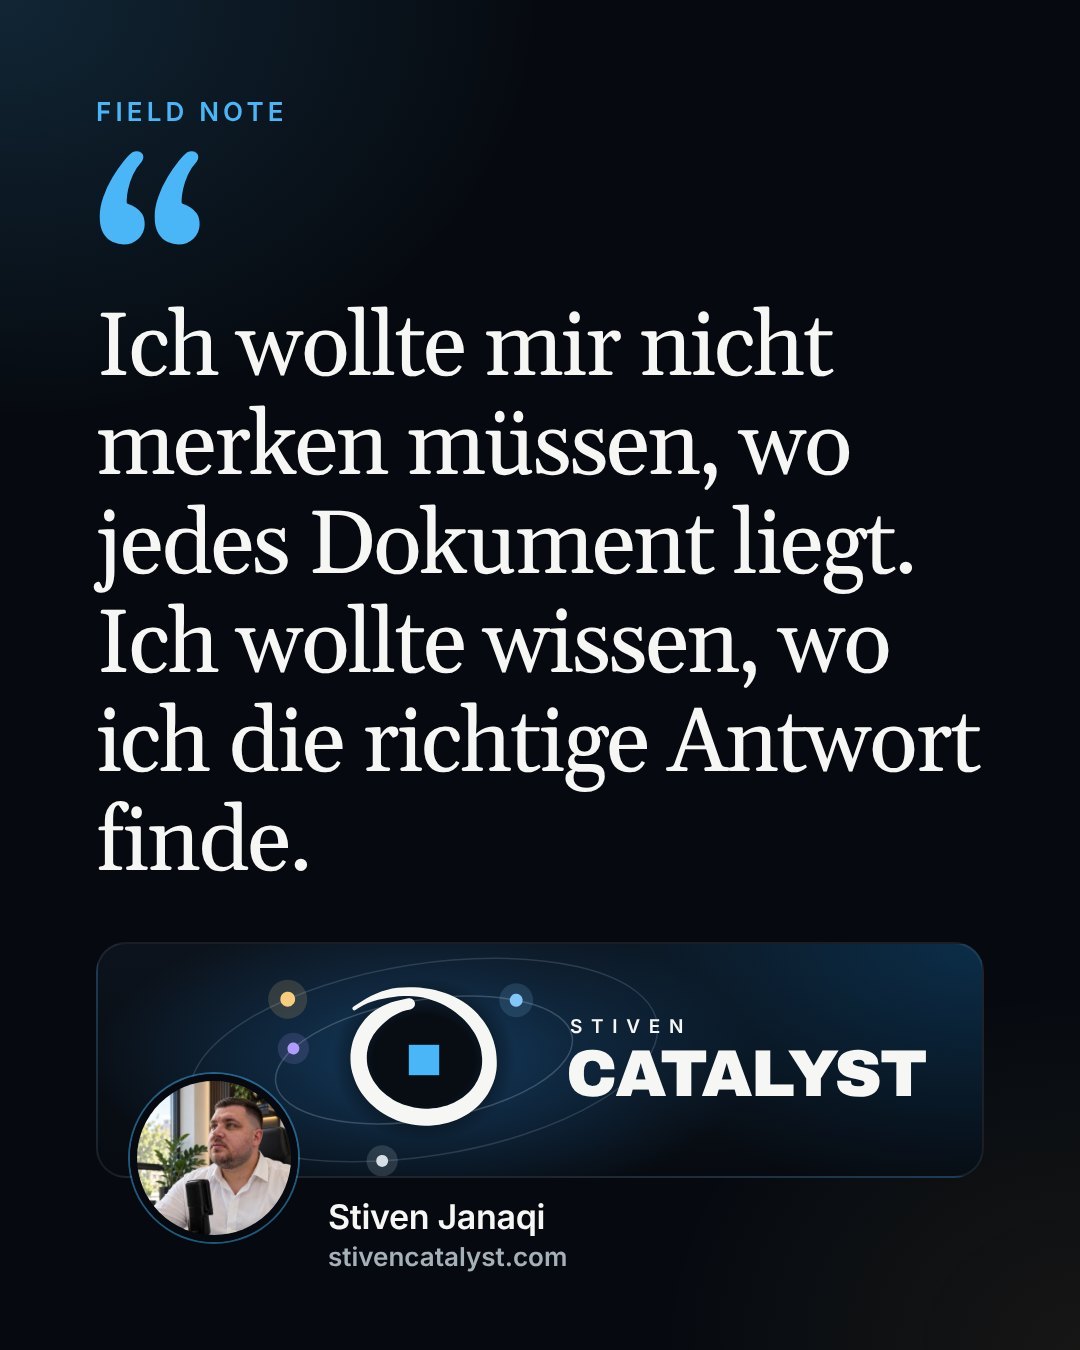 FIELD NOTE
“
Ich wollte mir nicht
merken müssen, wo
jedes Dokument liegt.
Ich wollte wissen, wo
ich die richtige Antwort
finde.
STIVEN
CATALYST
Stiven Janaqi
stivencatalyst.com